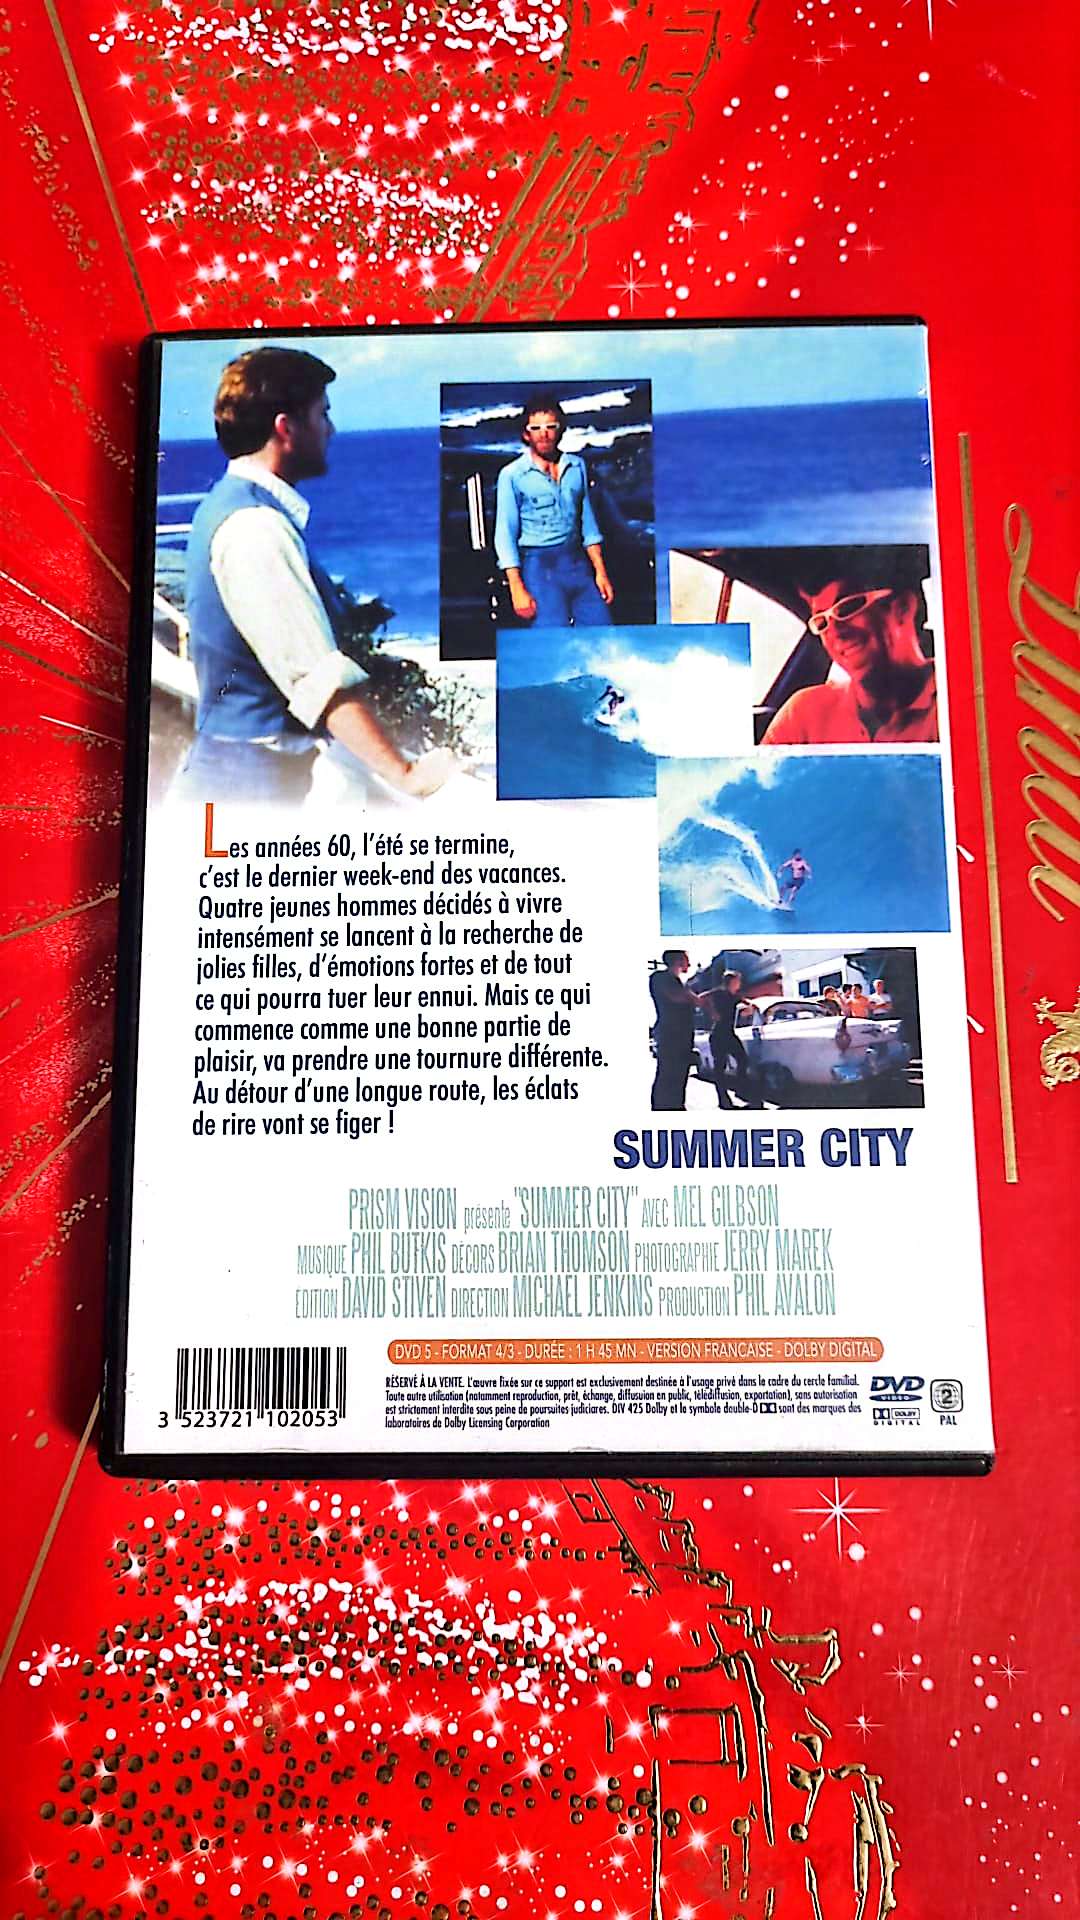 Les années 60, l'été se termine,
c'est le dernier week-end des vacances.
Quatre jeunes hommes décidés à vivre
intensément se lancent à la recherche de
jolies filles, d'émotions fortes et de tout
ce qui pourra tuer leur ennui. Mais ce qui
commence comme une bonne partie de
plaisir, va prendre une tournure différente.
Au détour d'une longue route, les éclats
de rire vont se figer !
SUMMER CITY
PRISM VISION présente "SUMMER CITY" AVEC MEL GILBSON
MUSIQUE PHIL BUTKIS DÉCORS BRIAN THOMSON PHOTOGRAPHIE JERRY MAREK
ÉDITION DAVID STIVEN DIRECTION MICHAEL JENKINS PRODUCTION PHIL AVALON
DVD 5 - FORMAT 4/3 - DURÉE : 1 H 45 MN - VERSION FRANCAISE - DOLBY DIGITAL
RÉSERVÉ À LA VENTE. L'œuvre fixée sur ce support est exclusivement destinée à l'usage privé dans le cadre du cercle familial.
Toute autre utilisation (notamment reproduction, prêt, échange, diffusuion en public, télédiffusion, exportation), sans autorisation
est strictement interdite sous peine de poursuites judiciares. DIV 425 Dolby et le symbole double-D sont des marques des
laboratoires de Dolby Licensing Corporation
3 523721 102053
DVD
VIDEO
DOLBY
DIGITAL
2
PAL